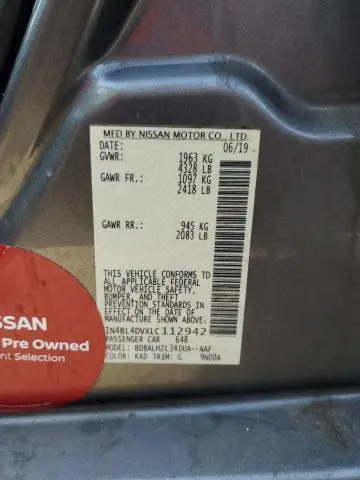 MFD BY NISSAN MOTOR CO., LTD.
DATE: 06/19
GVWR: 1963 KG
4328 LB
GAWR FR: 1097 KG
2418 LB
GAWR RR: 945 KG
2083 LB
THIS VEHICLE CONFORMS TO
ALL APPLICABLE FEDERAL
MOTOR VEHICLE SAFETY,
BUMPER, AND THEFT
PREVENTION STANDARDS IN
EFFECT ON THE DATE OF
MANUFACTURE SHOWN ABOVE.
1N4BL4DVXLC112942
PASSENGER CAR 648
MODEL: BDBALHZL34DUA--AAF
COLOR: KAD TRIM: G 9N00A
NISSAN
Pre Owned
Selection